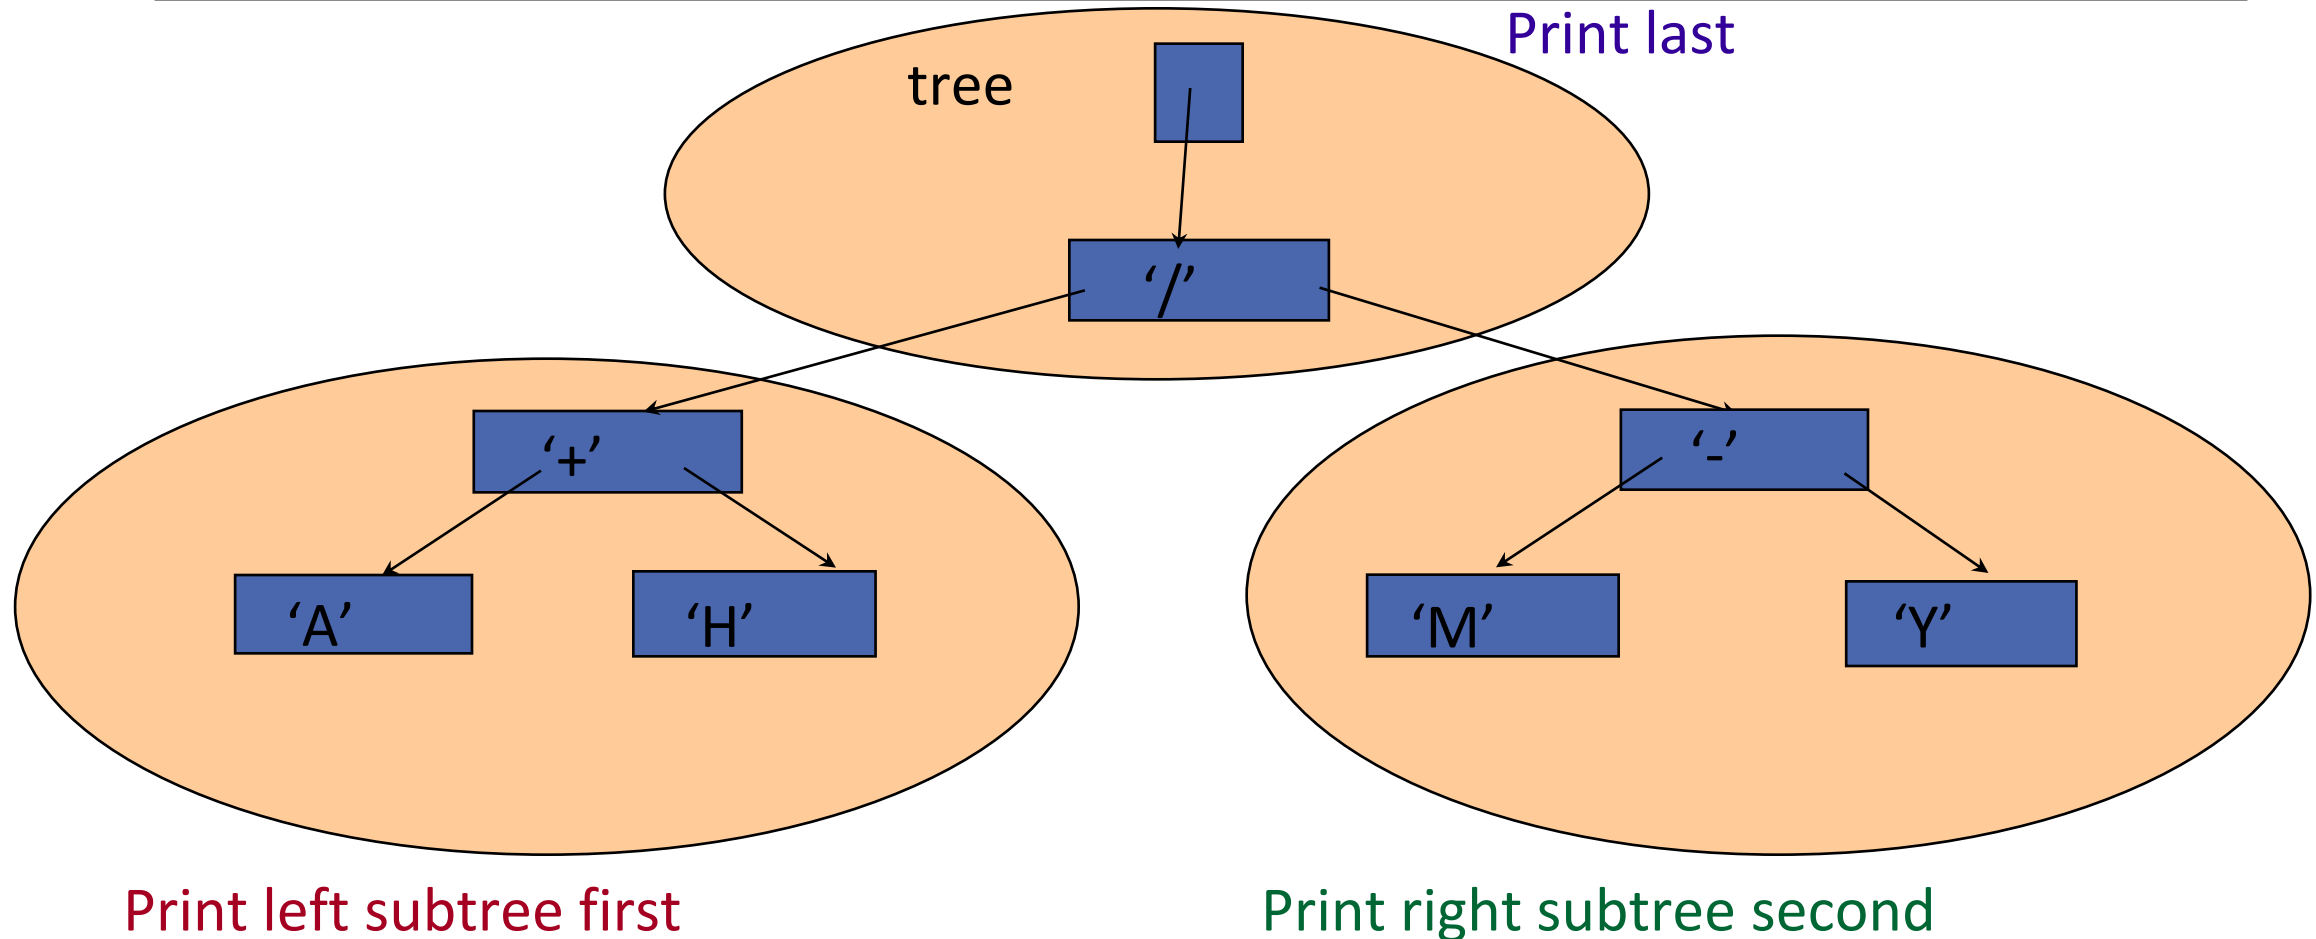 Print last
tree
‘/’
‘+’
‘-’
‘A’
‘H’
‘M’
‘Y’
Print left subtree first
Print right subtree second